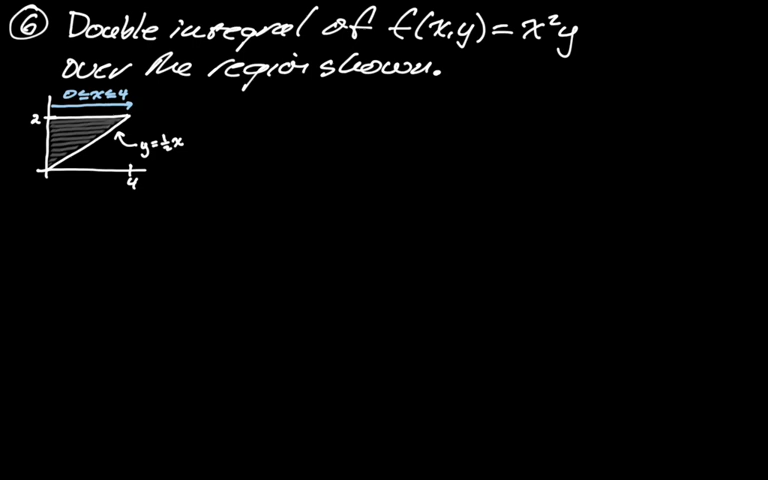 ⑥ Double integral of f(x,y) = x²y
over the region shown.
0≤x≤4
2
y=½x
4